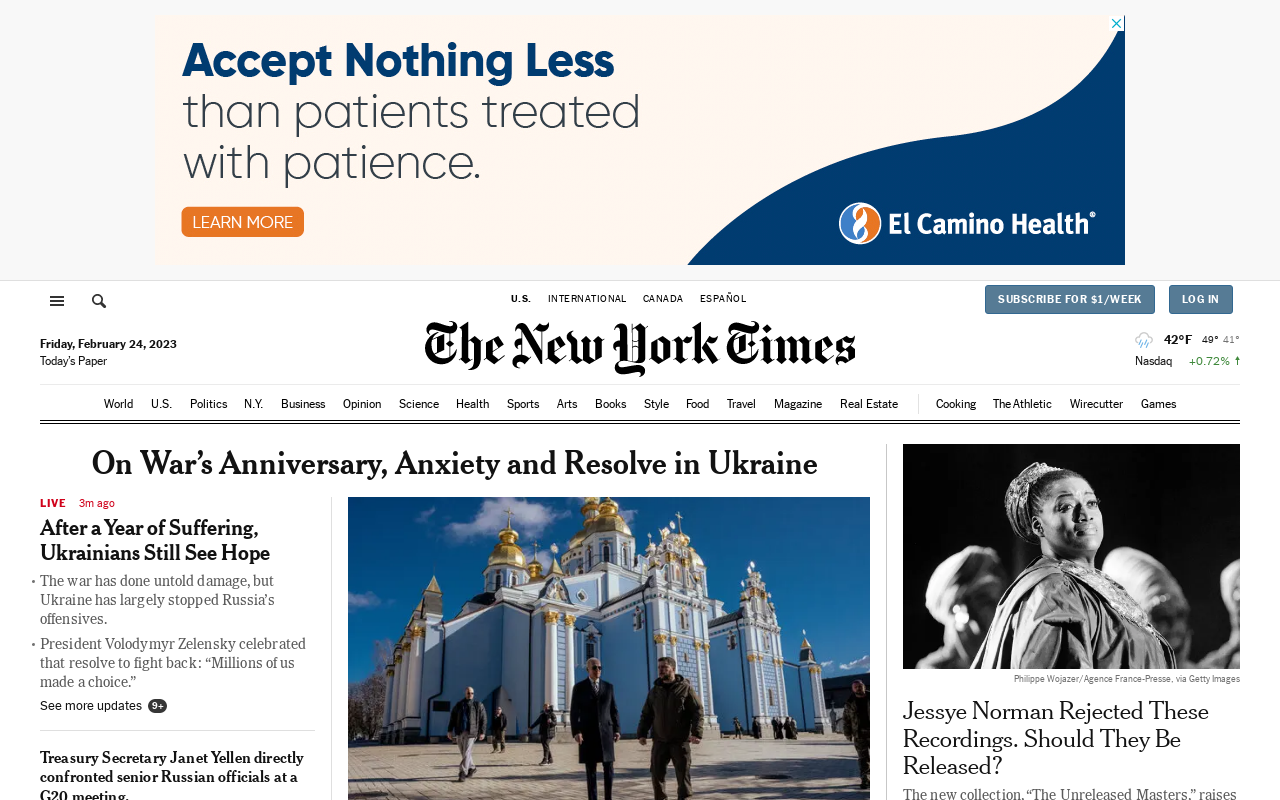 Accept Nothing Less
than patients treated
with patience.
LEARN MORE
El Camino Health®
U.S. INTERNATIONAL CANADA ESPAÑOL
SUBSCRIBE FOR $1/WEEK LOG IN
The New York Times
Friday, February 24, 2023
Today's Paper
42°F 49° 41°
Nasdaq +0.72% ↑
World U.S. Politics N.Y. Business Opinion Science Health Sports Arts Books Style Food Travel Magazine Real Estate Cooking The Athletic Wirecutter Games
On War's Anniversary, Anxiety and Resolve in Ukraine
LIVE 3m ago
After a Year of Suffering,
Ukrainians Still See Hope
• The war has done untold damage, but
Ukraine has largely stopped Russia's
offensives.
• President Volodymyr Zelensky celebrated
that resolve to fight back: “Millions of us
made a choice.”
See more updates 9+
Treasury Secretary Janet Yellen directly
confronted senior Russian officials at a
G20 meeting.
Philippe Wojazer/Agence France-Presse, via Getty Images
Jessye Norman Rejected These
Recordings. Should They Be
Released?
The new collection, “The Unreleased Masters,” raises